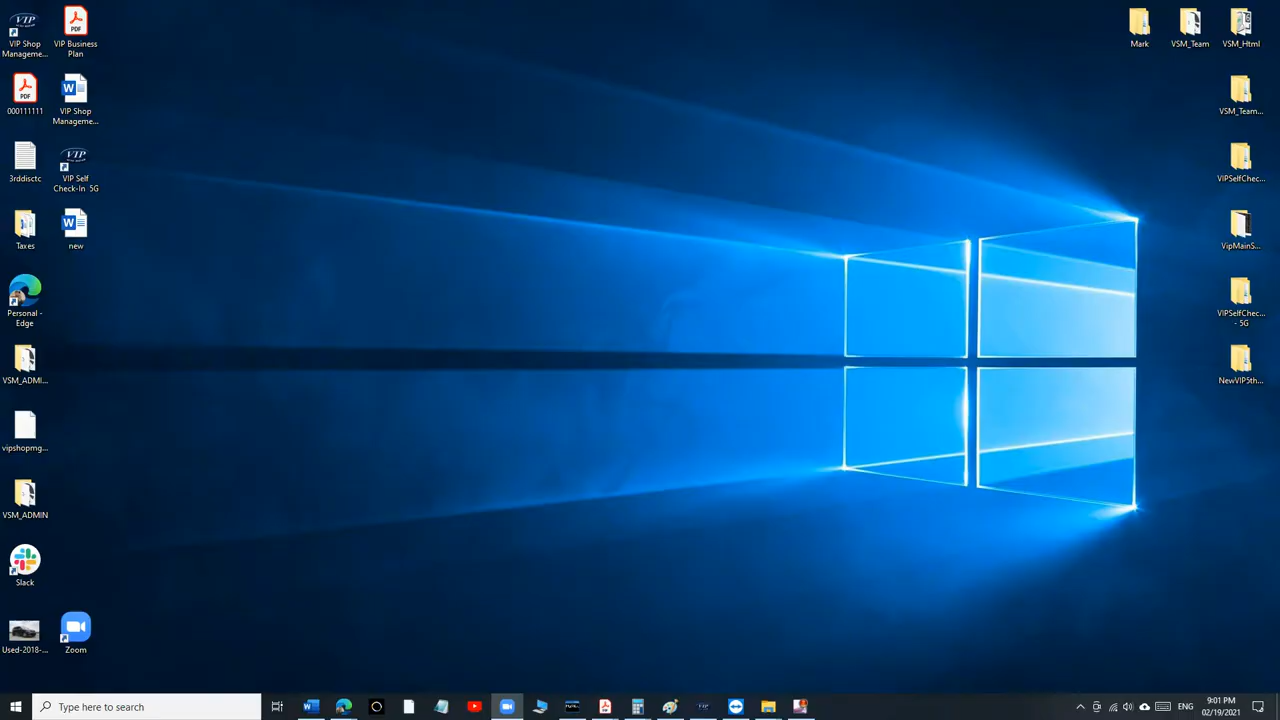 VIP Shop
Manageme...
VIP Business
Plan
000111111
VIP Shop
Manageme...
3rddisctc
VIP Self
Check-In 5G
Taxes
new
Personal -
Edge
VSM_ADMI...
vipshopmg...
VSM_ADMIN
Slack
Used-2018-...
Zoom
Mark
VSM_Team
VSM_Html
VSM_Team...
VIPSelfChec...
VipMainS...
VIPSelfChec...
- 5G
NewVIP5th...
Type here to search
9:01 PM
02/19/2021